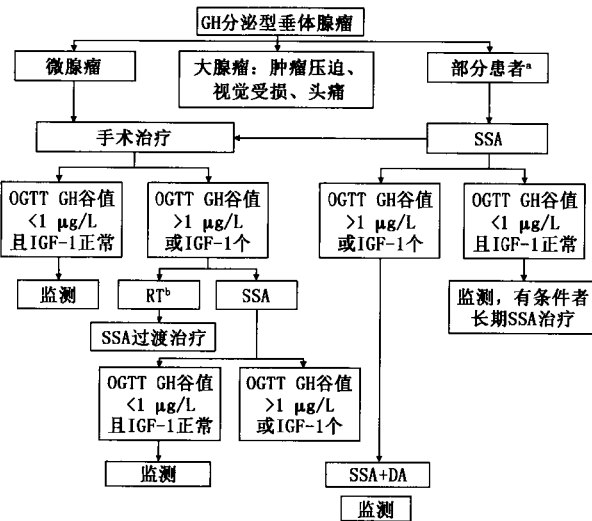 GH分泌型垂体腺瘤
微腺瘤
大腺瘤：肿瘤压迫、
视觉受损、头痛
部分患者a
手术治疗
SSA
OGTT GH谷值
<1 μg/L
且IGF-1正常
OGTT GH谷值
>1 μg/L
或IGF-1个
OGTT GH谷值
>1 μg/L
或IGF-1个
OGTT GH谷值
<1 μg/L
且IGF-1正常
监测
RTb
SSA
监测，有条件者
长期SSA治疗
SSA过渡治疗
OGTT GH谷值
<1 μg/L
且IGF-1正常
OGTT GH谷值
>1 μg/L
或IGF-1个
监测
SSA+DA
监测